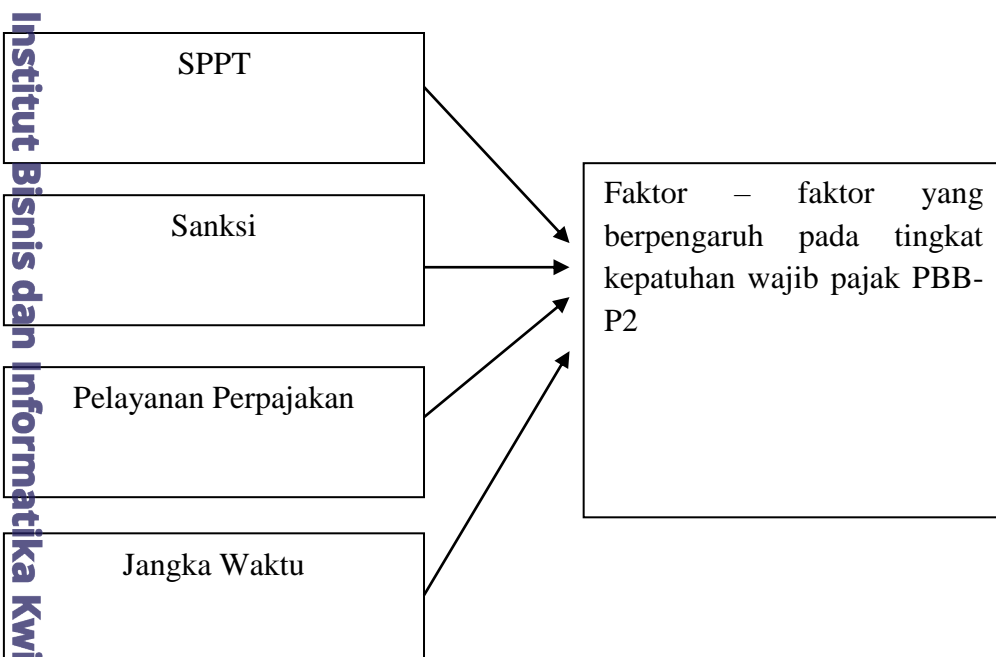 Institut Bisnis dan Informatika Kwi
SPPT
Sanksi
Pelayanan Perpajakan
Jangka Waktu
Faktor – faktor yang
berpengaruh pada tingkat
kepatuhan wajib pajak PBB-
P2